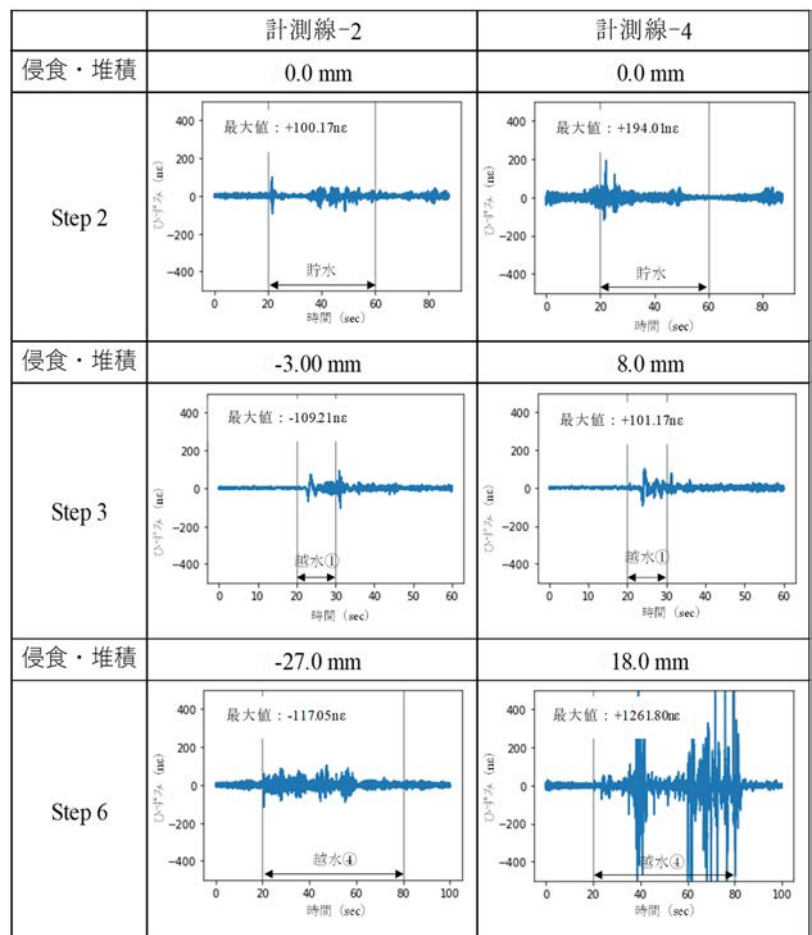 計測線-2 計測線-4
侵食・堆積 0.0 mm 0.0 mm
Step 2
最大値：+100.17nε
ひずみ (nε)
400
200
0
−200
−400
貯水
0 20 40 60 80
時間 (sec)
最大値：+194.01nε
ひずみ (nε)
400
200
0
−200
−400
貯水
0 20 40 60 80
時間 (sec)
侵食・堆積 -3.00 mm 8.0 mm
Step 3
最大値：-109.21nε
ひずみ (nε)
400
200
0
−200
−400
越水①
0 10 20 30 40 50 60
時間 (sec)
最大値：+101.17nε
ひずみ (nε)
400
200
0
−200
−400
越水①
0 10 20 30 40 50 60
時間 (sec)
侵食・堆積 -27.0 mm 18.0 mm
Step 6
最大値：-117.05nε
ひずみ (nε)
400
200
0
−200
−400
越水④
0 20 40 60 80 100
時間 (sec)
最大値：+1261.80nε
ひずみ (nε)
400
200
0
−200
−400
越水④
0 20 40 60 80 100
時間 (sec)